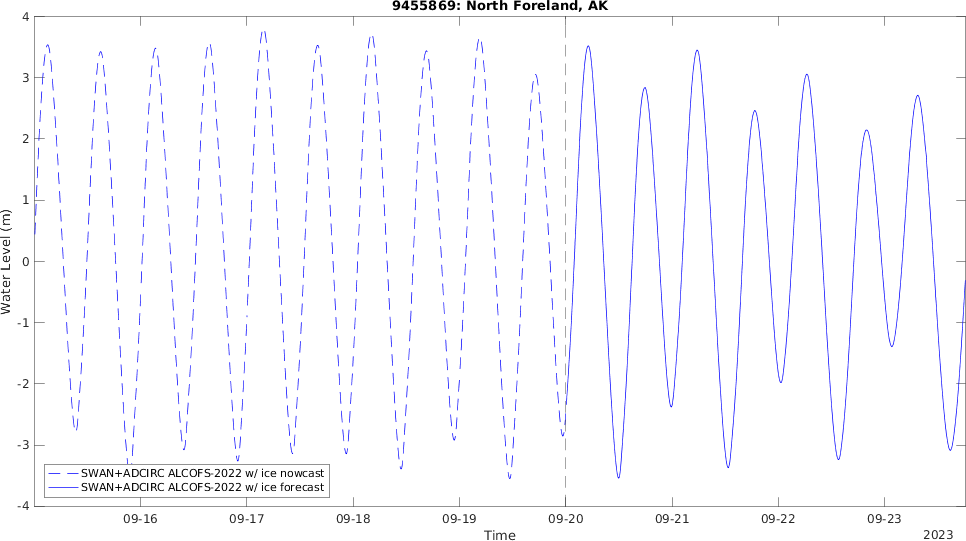 9455869: North Foreland, AK
4
3
2
1
0
-1
-2
-3
-4
Water Level (m)
SWAN+ADCIRC ALCOFS-2022 w/ ice nowcast
SWAN+ADCIRC ALCOFS-2022 w/ ice forecast
09-16 09-17 09-18 09-19 09-20 09-21 09-22 09-23
Time
2023